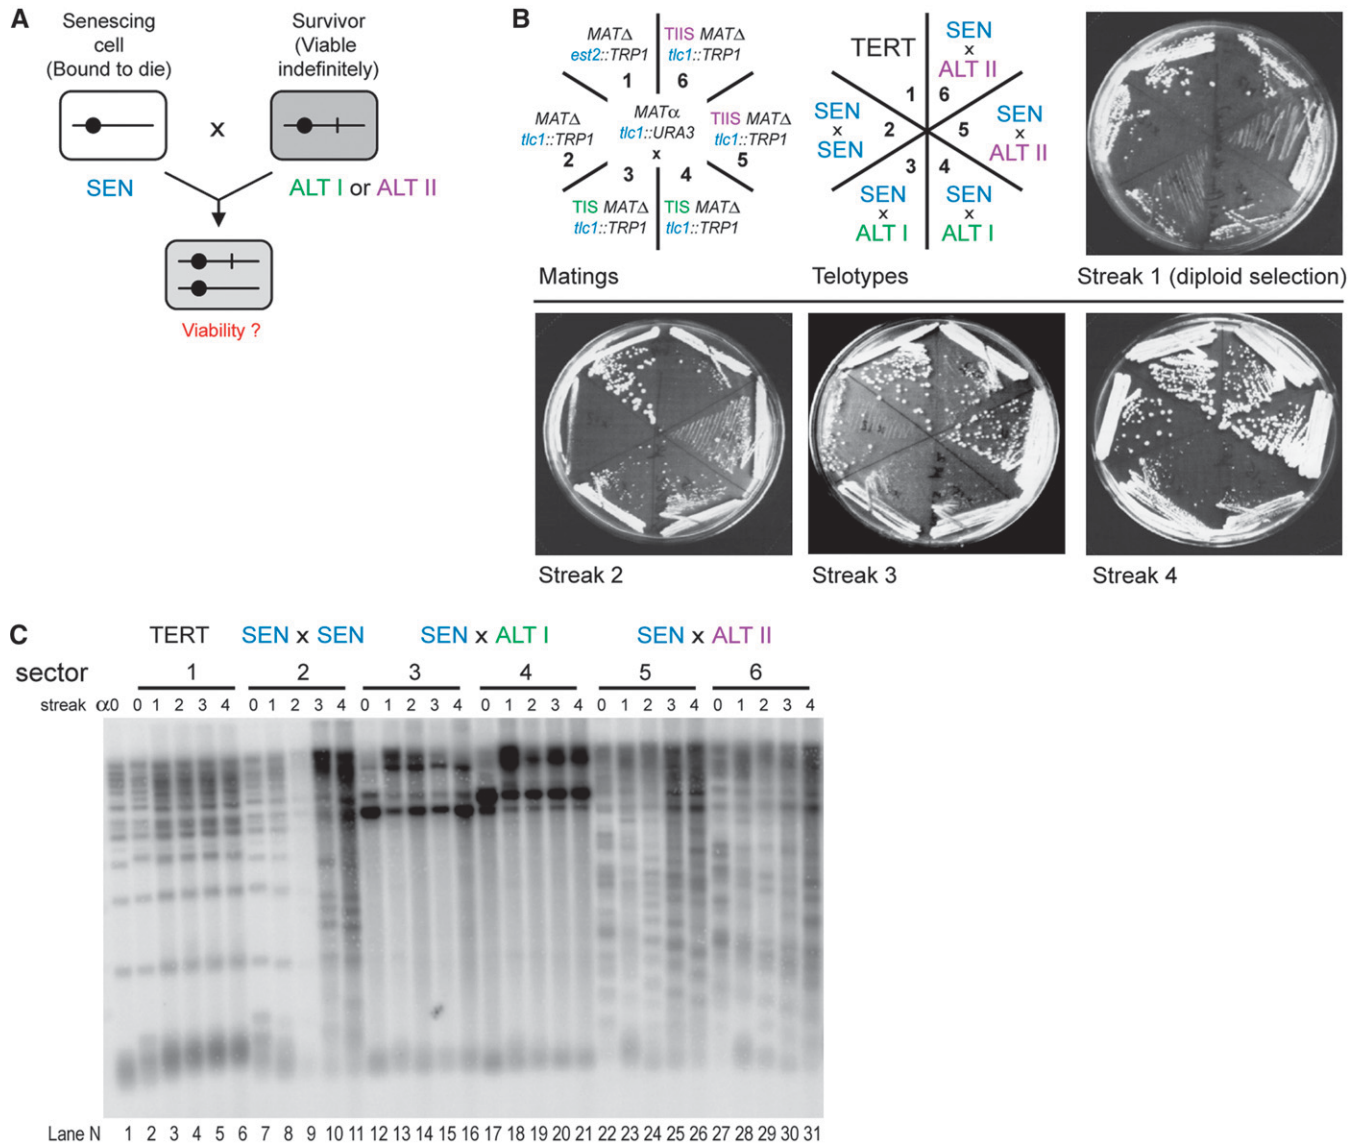 A
Senescing
cell
(Bound to die)
Survivor
(Viable
indefinitely)
x
SEN
ALT I or ALT II
Viability ?
B
MATΔ
est2::TRP1
1
TIIS MATΔ
tlc1::TRP1
6
MATΔ
tlc1::TRP1
2
MATα
tlc1::URA3
x
TIIS MATΔ
tlc1::TRP1
5
3
TIS MATΔ
tlc1::TRP1
4
TIS MATΔ
tlc1::TRP1
Matings
TERT
1
SEN
x
ALT II
6
SEN
x
SEN
2
5
SEN
x
ALT II
3
SEN
x
ALT I
4
SEN
x
ALT I
Telotypes
Streak 1 (diploid selection)
Streak 2
Streak 3
Streak 4
C
TERT SEN x SEN SEN x ALT I SEN x ALT II
sector 1 2 3 4 5 6
streak α0 0 1 2 3 4 0 1 2 3 4 0 1 2 3 4 0 1 2 3 4 0 1 2 3 4 0 1 2 3 4
Lane N 1 2 3 4 5 6 7 8 9 10 11 12 13 14 15 16 17 18 19 20 21 22 23 24 25 26 27 28 29 30 31